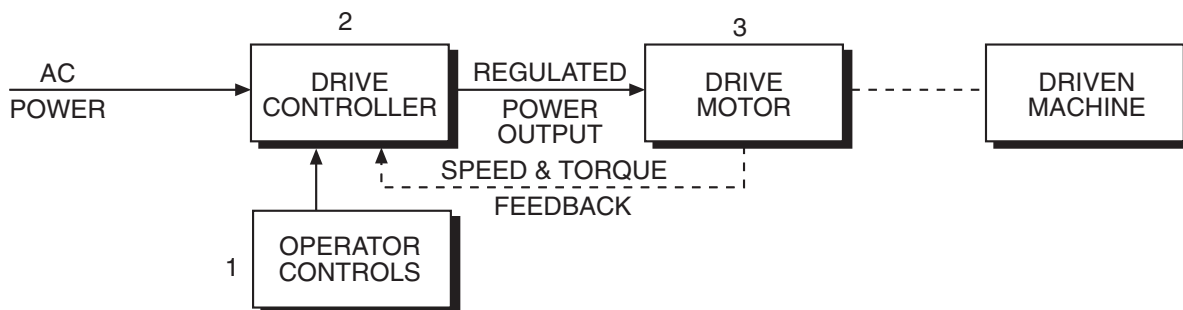 2
3
AC
POWER
DRIVE
CONTROLLER
REGULATED
POWER
OUTPUT
DRIVE
MOTOR
DRIVEN
MACHINE
SPEED & TORQUE
FEEDBACK
1
OPERATOR
CONTROLS